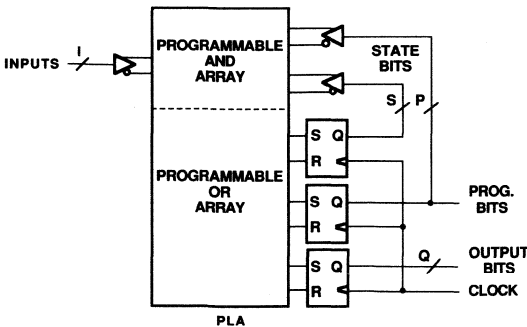 INPUTS
I
PROGRAMMABLE
AND
ARRAY
STATE
BITS
S
P
PROGRAMMABLE
OR
ARRAY
S Q
R
S Q
R
S Q
R
PROG.
BITS
Q
OUTPUT
BITS
CLOCK
PLA